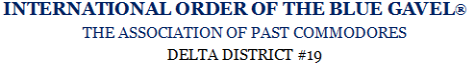 INTERNATIONAL ORDER OF THE BLUE GAVEL®
THE ASSOCIATION OF PAST COMMODORES
DELTA DISTRICT #19